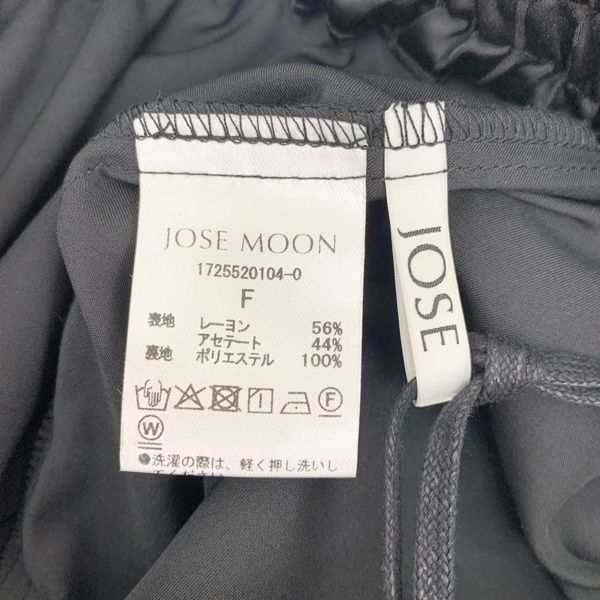 JOSE MOON
1725520104-0
F
表地 レーヨン 56%
アセテート 44%
裏地 ポリエステル 100%
F
W
●洗濯の際は、軽く押し洗いし
JOSE